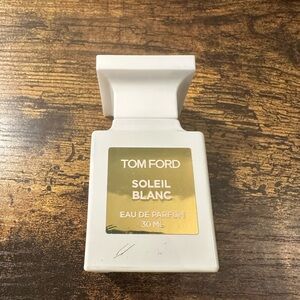 TOM FORD
SOLEIL
BLANC
EAU DE PARFUM
30 ML